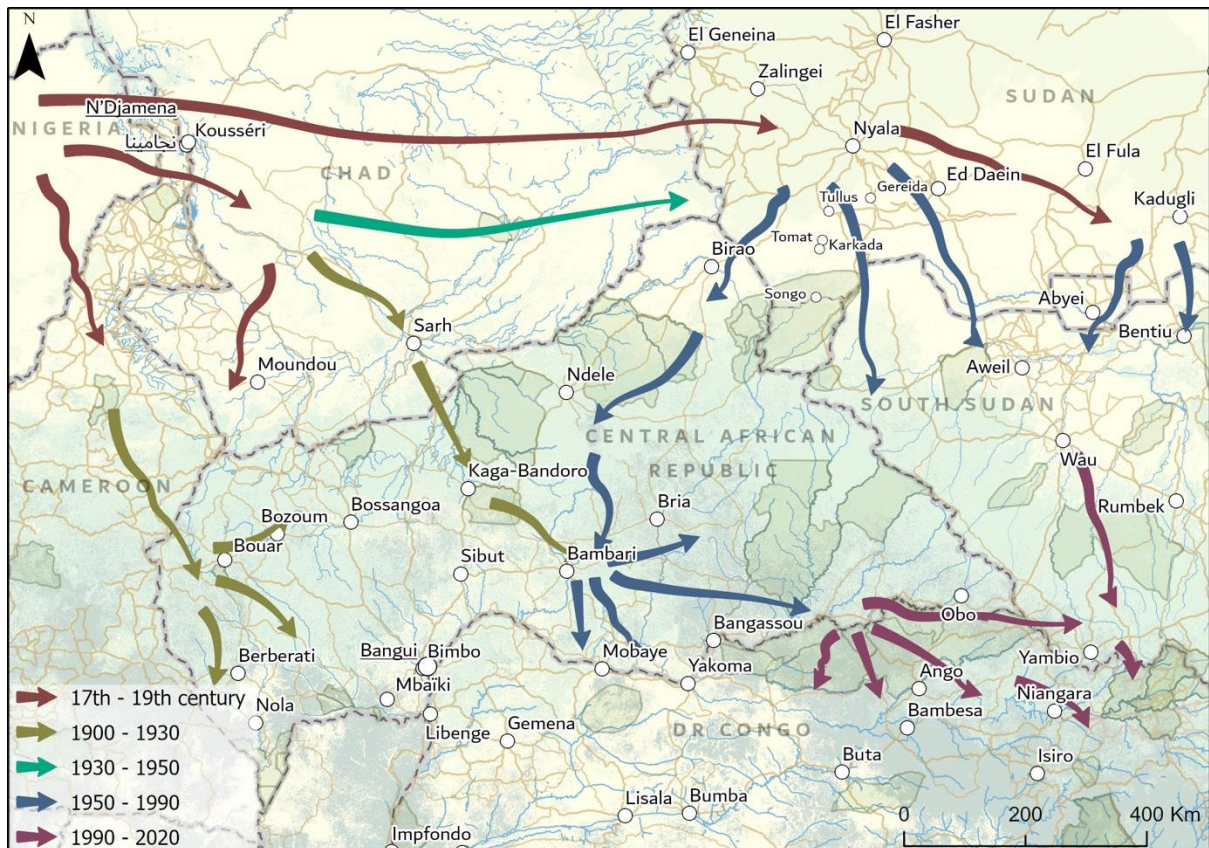 N
El Geneina
El Fasher
Zalingei
SUDAN
N'Djamena
NIGERIA
Kousséri
نجامينا
Nyala
CHAD
El Fula
Tullus
Gereida
Ed Daein
Kadugli
Tomat
Karkada
Birao
Songo
Abyei
Sarh
Bentiu
Moundou
Aweil
Ndele
SOUTH SUDAN
CENTRAL AFRICAN
REPUBLIC
Wau
CAMEROON
Kaga-Bandoro
Rumbek
Bossangoa
Bria
Bozoum
Bouar
Sibut
Bambari
Obo
Bangassou
Berberati
Bangui
Bimbo
Mobaye
Yambio
Yakoma
Ango
Mbaïki
Niangara
Nola
Libenge
Gemena
DR CONGO
Bambesa
Buta
Isiro
Lisala
Bumba
Impfondo
17th - 19th century
1900 - 1930
1930 - 1950
1950 - 1990
1990 - 2020
0 200 400 Km